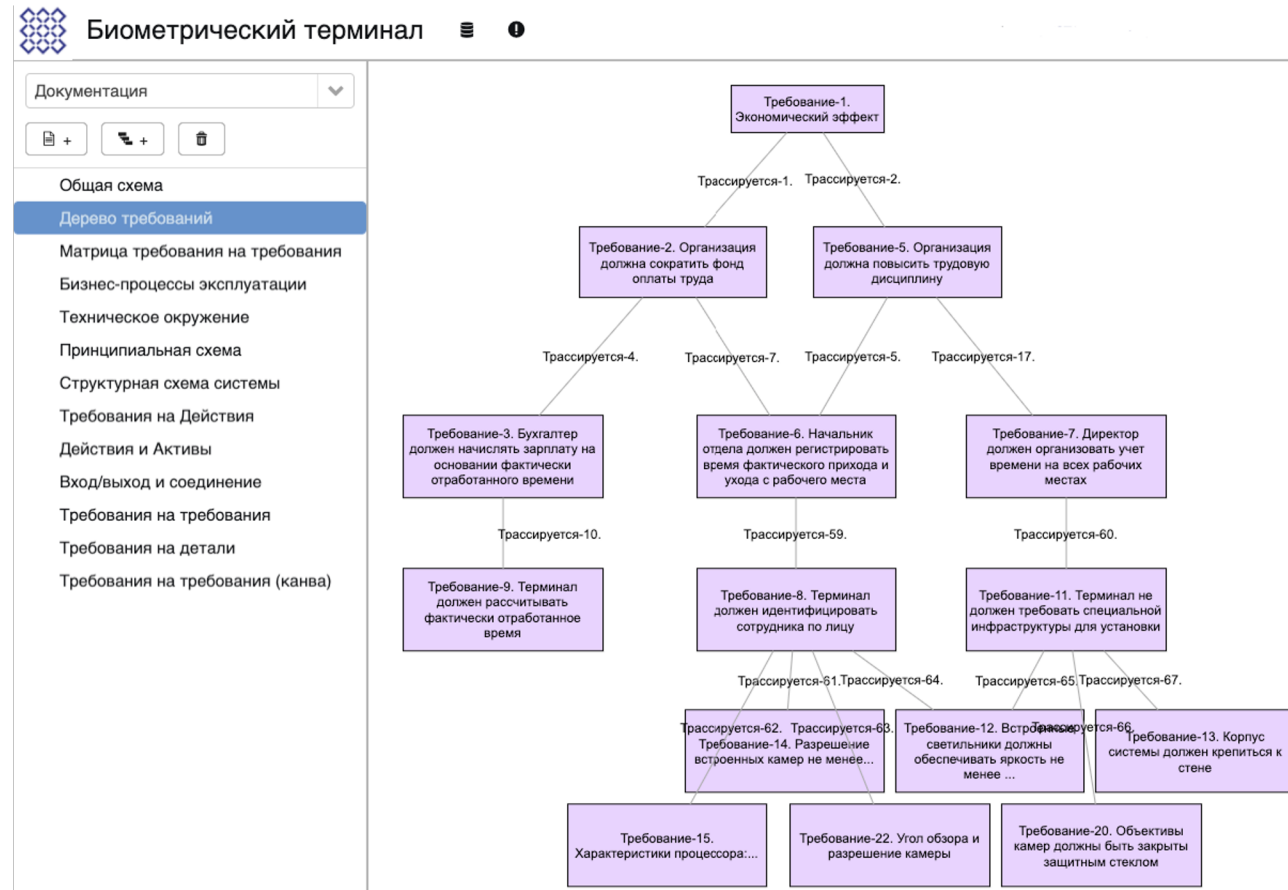 Биометрический терминал
Документация
+
+
Общая схема
Дерево требований
Матрица требования на требования
Бизнес-процессы эксплуатации
Техническое окружение
Принципиальная схема
Структурная схема системы
Требования на Действия
Действия и Активы
Вход/выход и соединение
Требования на требования
Требования на детали
Требования на требования (канва)
Требование-1.
Экономический эффект
Трассируется-1.
Трассируется-2.
Требование-2. Организация
должна сократить фонд
оплаты труда
Требование-5. Организация
должна повысить трудовую
дисциплину
Трассируется-4.
Трассируется-7.
Трассируется-5.
Трассируется-17.
Требование-3. Бухгалтер
должен начислять зарплату на
основании фактически
отработанного времени
Требование-6. Начальник
отдела должен регистрировать
время фактического прихода и
ухода с рабочего места
Требование-7. Директор
должен организовать учет
времени на всех рабочих
местах
Трассируется-10.
Трассируется-59.
Трассируется-60.
Требование-9. Терминал
должен рассчитывать
фактически отработанное
время
Требование-8. Терминал
должен идентифицировать
сотрудника по лицу
Требование-11. Терминал не
должен требовать специальной
инфраструктуры для установки
Трассируется-61.
Трассируется-64.
Трассируется-65.
Трассируется-67.
Трассируется-62.
Трассируется-63.
Трассируется-66.
Требование-14. Разрешение
встроенных камер не менее...
Требование-12. Встроенные
светильники должны
обеспечивать яркость не
менее ...
Требование-13. Корпус
системы должен крепиться к
стене
Требование-15.
Характеристики процессора:...
Требование-22. Угол обзора и
разрешение камеры
Требование-20. Объективы
камер должны быть закрыты
защитным стеклом